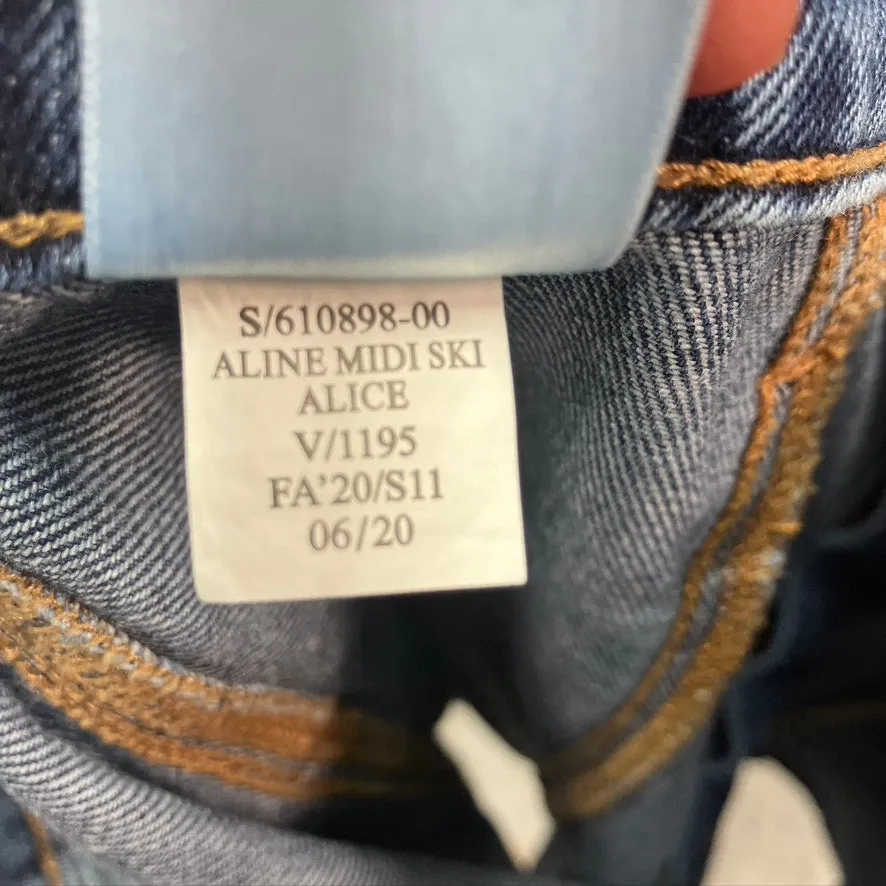 S/610898-00
ALINE MIDI SKI
ALICE
V/1195
FA'20/S11
06/20